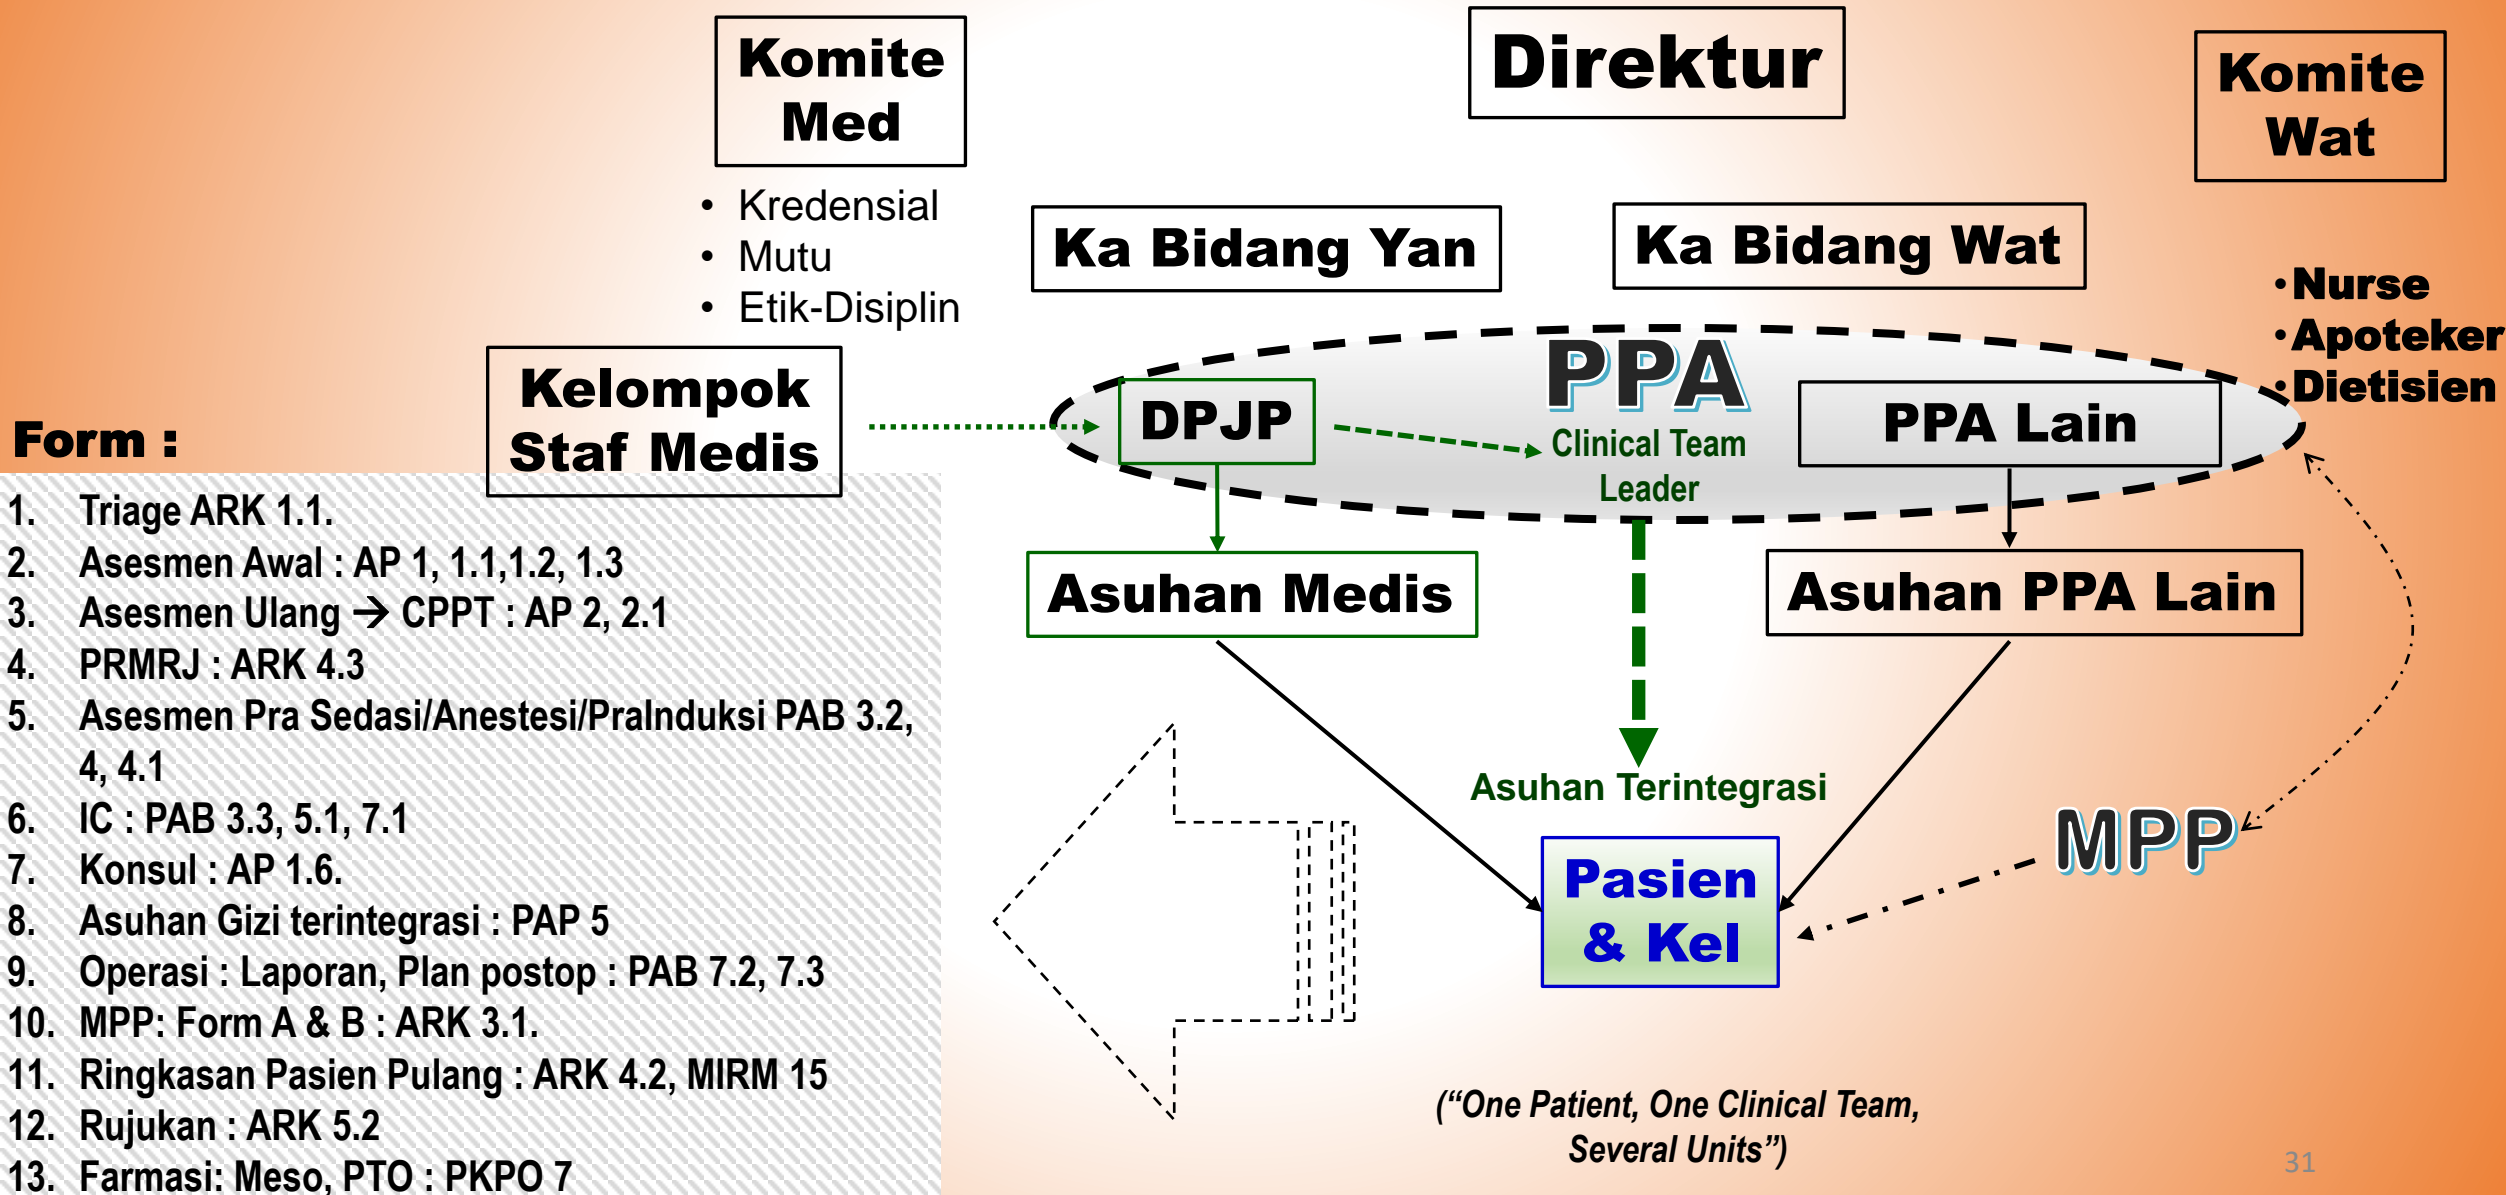 Komite
Med
• Kredensial
• Mutu
• Etik-Disiplin
Direktur
Komite
Wat
Ka Bidang Yan
Ka Bidang Wat
•Nurse
•Apoteker
•Dietisien
Kelompok
Staf Medis
DPJP
PPA
Clinical Team
Leader
PPA Lain
Asuhan Medis
Asuhan PPA Lain
Asuhan Terintegrasi
MPP
Pasien
& Kel
(“One Patient, One Clinical Team,
Several Units”)
Form :
1. Triage ARK 1.1.
2. Asesmen Awal : AP 1, 1.1,1.2, 1.3
3. Asesmen Ulang → CPPT : AP 2, 2.1
4. PRMRJ : ARK 4.3
5. Asesmen Pra Sedasi/Anestesi/PraInduksi PAB 3.2,
4, 4.1
6. IC : PAB 3.3, 5.1, 7.1
7. Konsul : AP 1.6.
8. Asuhan Gizi terintegrasi : PAP 5
9. Operasi : Laporan, Plan postop : PAB 7.2, 7.3
10. MPP: Form A & B : ARK 3.1.
11. Ringkasan Pasien Pulang : ARK 4.2, MIRM 15
12. Rujukan : ARK 5.2
13. Farmasi: Meso, PTO : PKPO 7
31